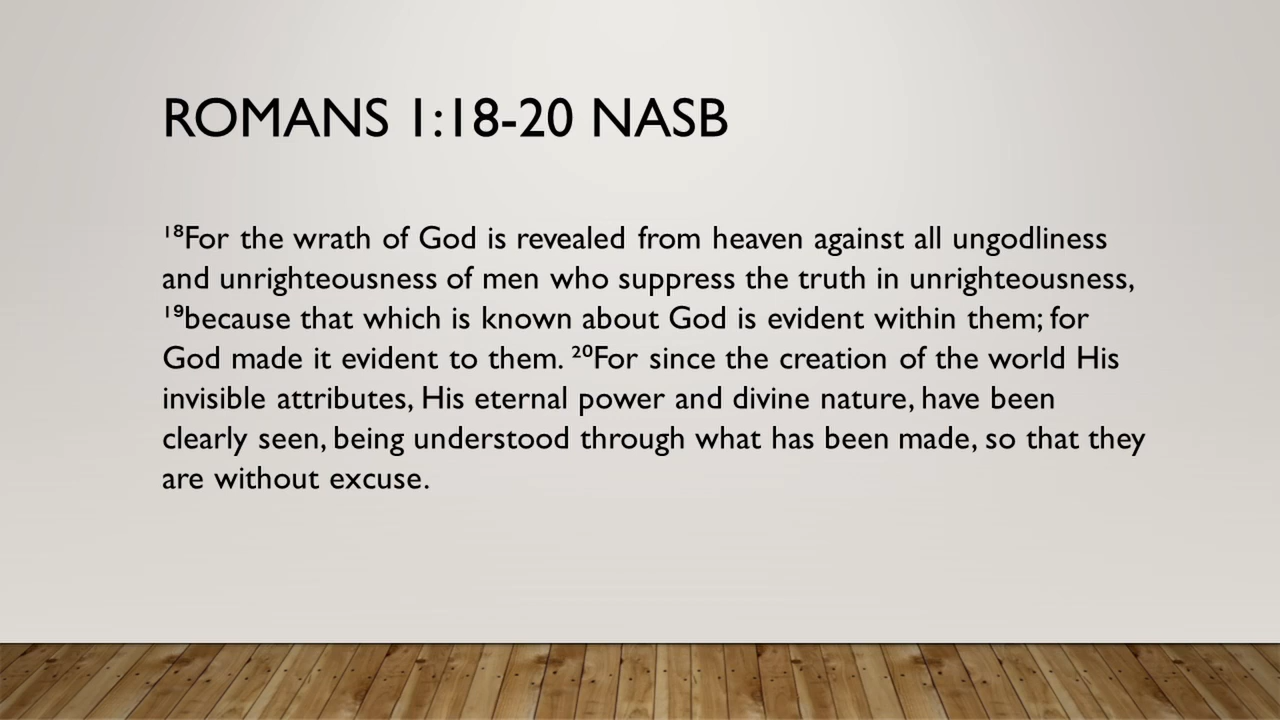 ROMANS 1:18-20 NASB
¹⁸For the wrath of God is revealed from heaven against all ungodliness
and unrighteousness of men who suppress the truth in unrighteousness,
¹⁹because that which is known about God is evident within them; for
God made it evident to them. ²⁰For since the creation of the world His
invisible attributes, His eternal power and divine nature, have been
clearly seen, being understood through what has been made, so that they
are without excuse.